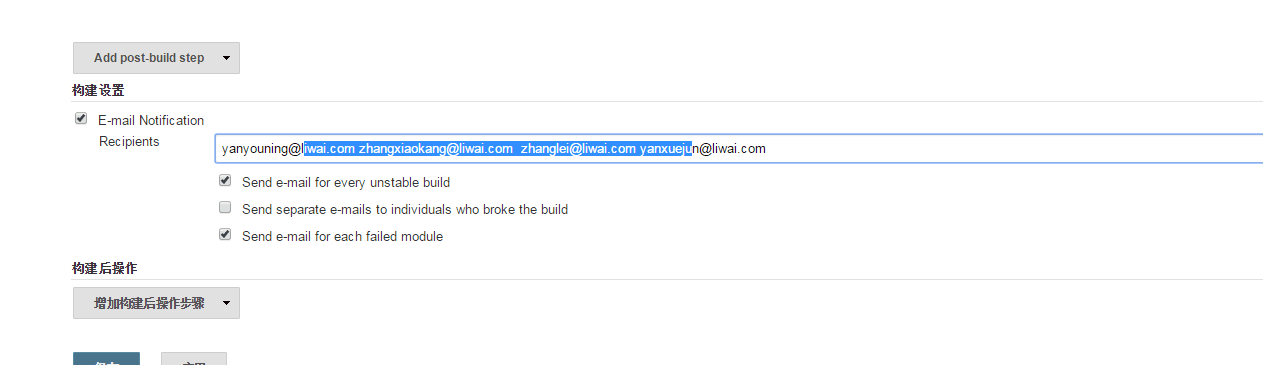 Add post-build step
构建设置
E-mail Notification
Recipients
yanyouning@liwai.com zhangxiaokang@liwai.com  zhanglei@liwai.com yanxuejun@liwai.com
Send e-mail for every unstable build
Send separate e-mails to individuals who broke the build
Send e-mail for each failed module
构建后操作
增加构建后操作步骤